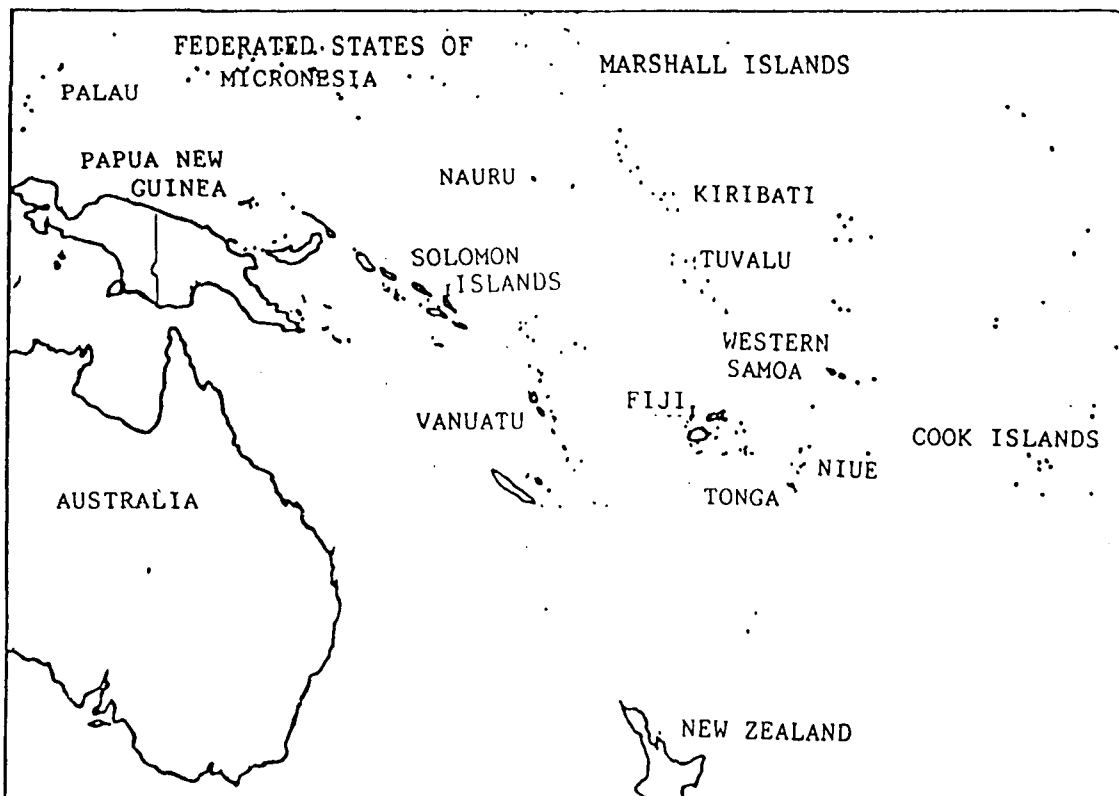 FEDERATED STATES OF
MICRONESIA
MARSHALL ISLANDS
PALAU
PAPUA NEW
GUINEA
NAURU
KIRIBATI
SOLOMON
ISLANDS
TUVALU
WESTERN
SAMOA
FIJI
VANUATU
COOK ISLANDS
NIUE
TONGA
AUSTRALIA
NEW ZEALAND